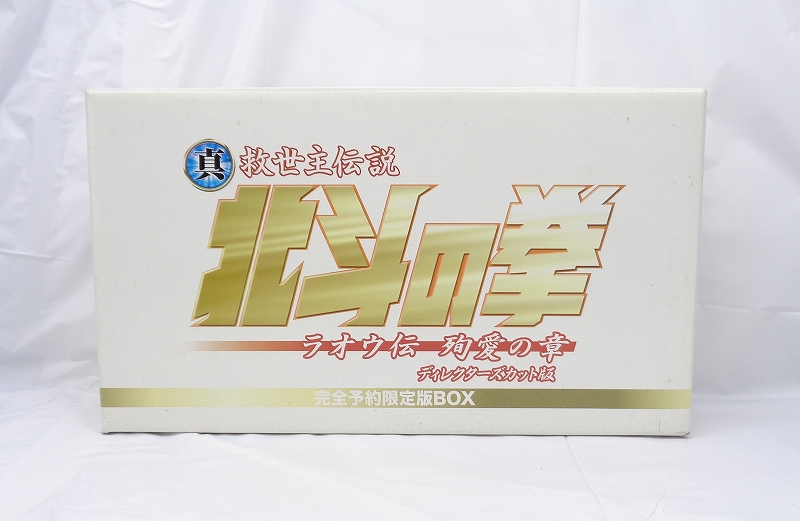 真 救世主伝説
北斗の拳
ラオウ伝 殉愛の章
ディレクターズカット版
完全予約限定版BOX